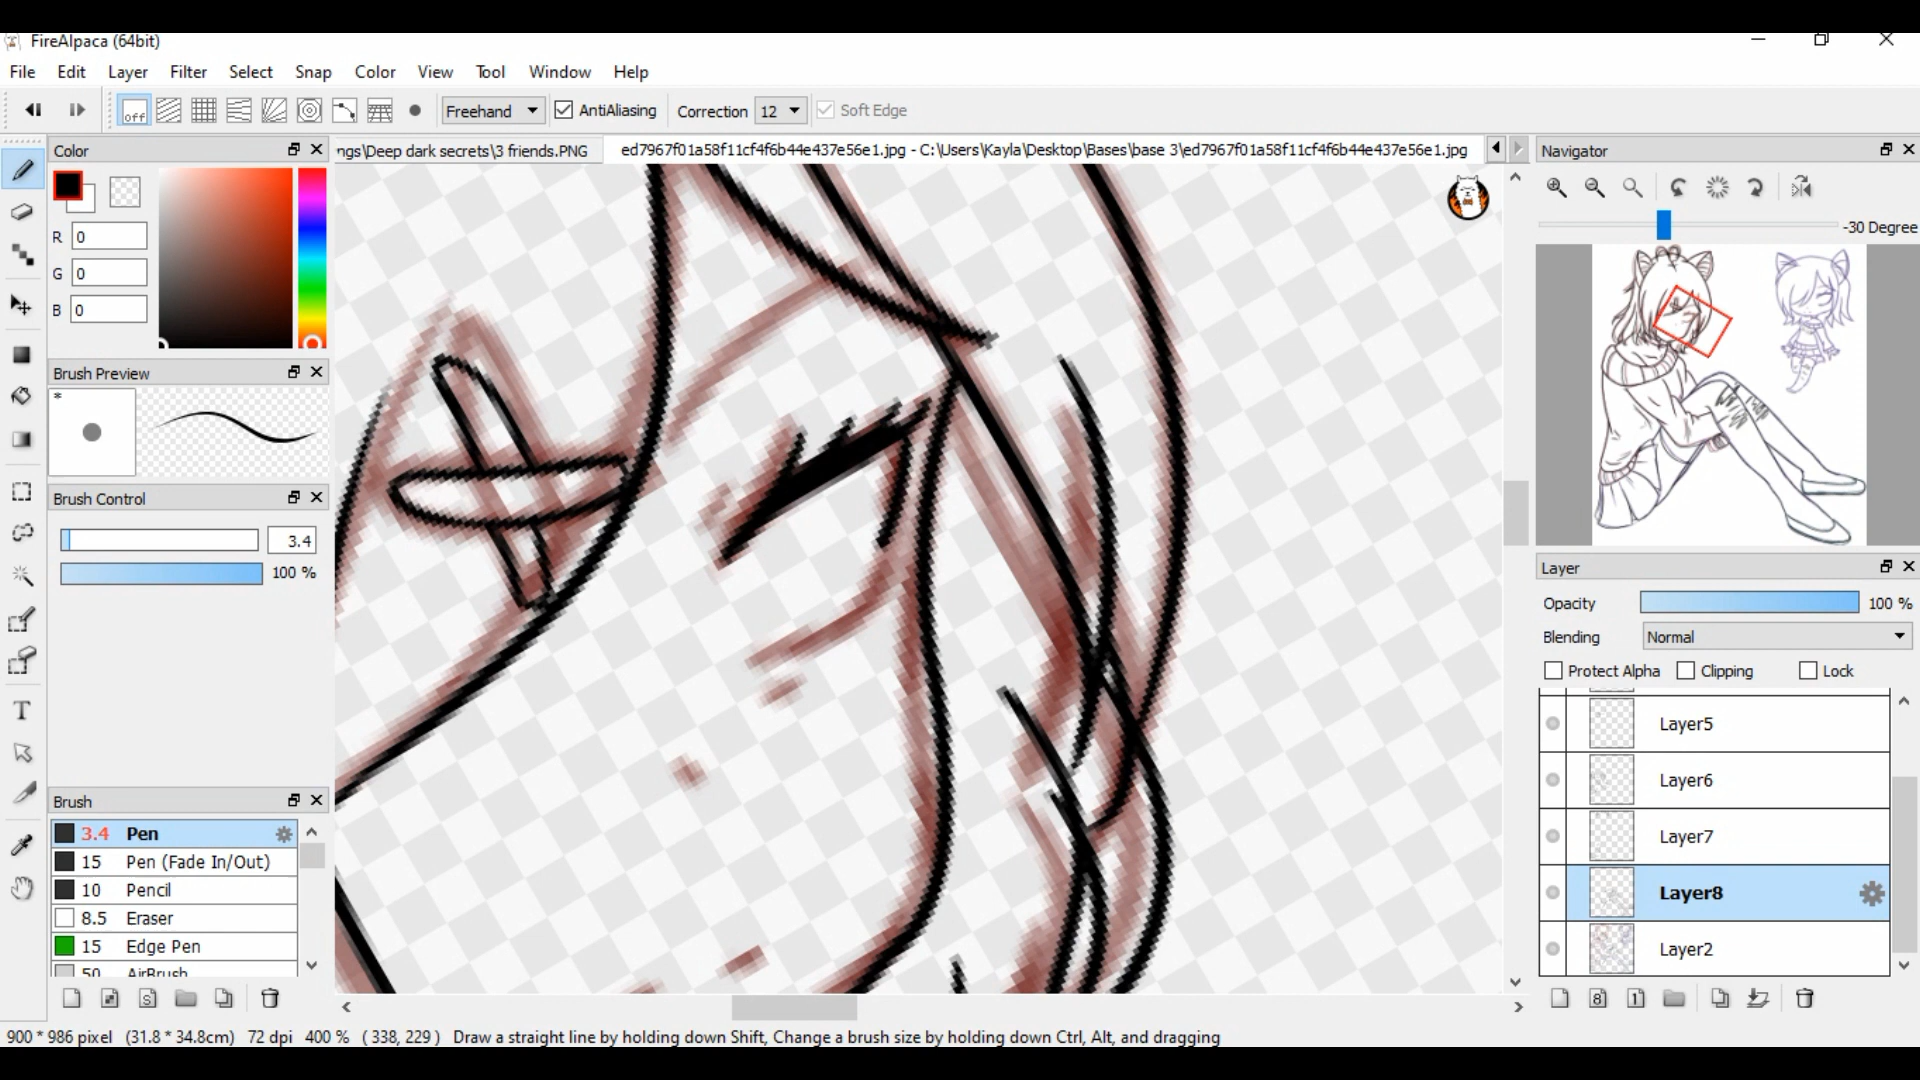 FireAlpaca (64bit)
File Edit Layer Filter Select Snap Color View Tool Window Help
off Freehand AntiAliasing Correction 12 Soft Edge
Color
ngs\Deep dark secrets\3 friends.PNG
ed7967f01a58f11cf4f6b44e437e56e1.jpg - C:\Users\Kayla\Desktop\Bases\base 3\ed7967f01a58f11cf4f6b44e437e56e1.jpg
Navigator
R 0
G 0
B 0
-30 Degree
Brush Preview
*
Brush Control
3.4
100 %
Layer
Opacity 100 %
Blending Normal
Protect Alpha Clipping Lock
Layer5
Layer6
Layer7
Layer8
Layer2
Brush
3.4 Pen
15 Pen (Fade In/Out)
10 Pencil
8.5 Eraser
15 Edge Pen
50 AirBrush
S
8 1
900 * 986 pixel (31.8 * 34.8cm) 72 dpi 400 % ( 338, 229 ) Draw a straight line by holding down Shift, Change a brush size by holding down Ctrl, Alt, and dragging